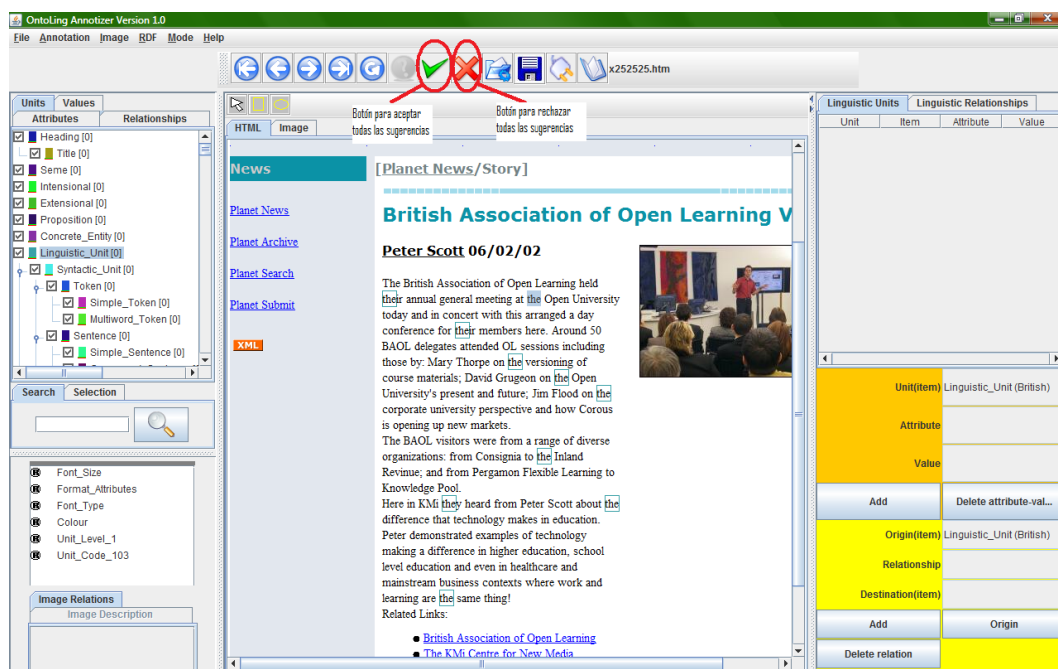 OntoLing Annotizer Version 1.0
File Annotation Image RDF Mode Help
x252525.htm
Botón para aceptar
todas las sugerencias
Botón para rechazar
todas las sugirencias
Units Values
Attributes Relationships
Heading [0]
Title [0]
Seme [0]
Intensional [0]
Extensional [0]
Proposition [0]
Concrete_Entity [0]
Linguistic_Unit [0]
Syntactic_Unit [0]
Token [0]
Simple_Token [0]
Multiword_Token [0]
Sentence [0]
Simple_Sentence [0]
Search Selection
Font_Size
Format_Attributes
Font_Type
Colour
Unit_Level_1
Unit_Code_103
Image Relations
Image Description
HTML Image
News
Planet News
Planet Archive
Planet Search
Planet Submit
XML
[Planet News/Story]
British Association of Open Learning V
Peter Scott 06/02/02
The British Association of Open Learning held
their annual general meeting at the Open University
today and in concert with this arranged a day
conference for their members here. Around 50
BAOL delegates attended OL sessions including
those by: Mary Thorpe on the versioning of
course materials; David Grugeon on the Open
University's present and future; Jim Flood on the
corporate university perspective and how Corous
is opening up new markets.
The BAOL visitors were from a range of diverse
organizations: from Consignia to the Inland
Revinue; and from Pergamon Flexible Learning to
Knowledge Pool.
Here in KMi they heard from Peter Scott about the
difference that technology makes in education.
Peter demonstrated examples of technology
making a difference in higher education, school
level education and even in healthcare and
mainstream business contexts where work and
learning are the same thing!
Related Links:
British Association of Open Learning
The KMi Centre for New Media
Linguistic Units Linguistic Relationships
Unit Item Attribute Value
Unit(item) Linguistic_Unit (British)
Attribute
Value
Add Delete attribute-val...
Origin(item) Linguistic_Unit (British)
Relationship
Destination(item)
Add Origin
Delete relation